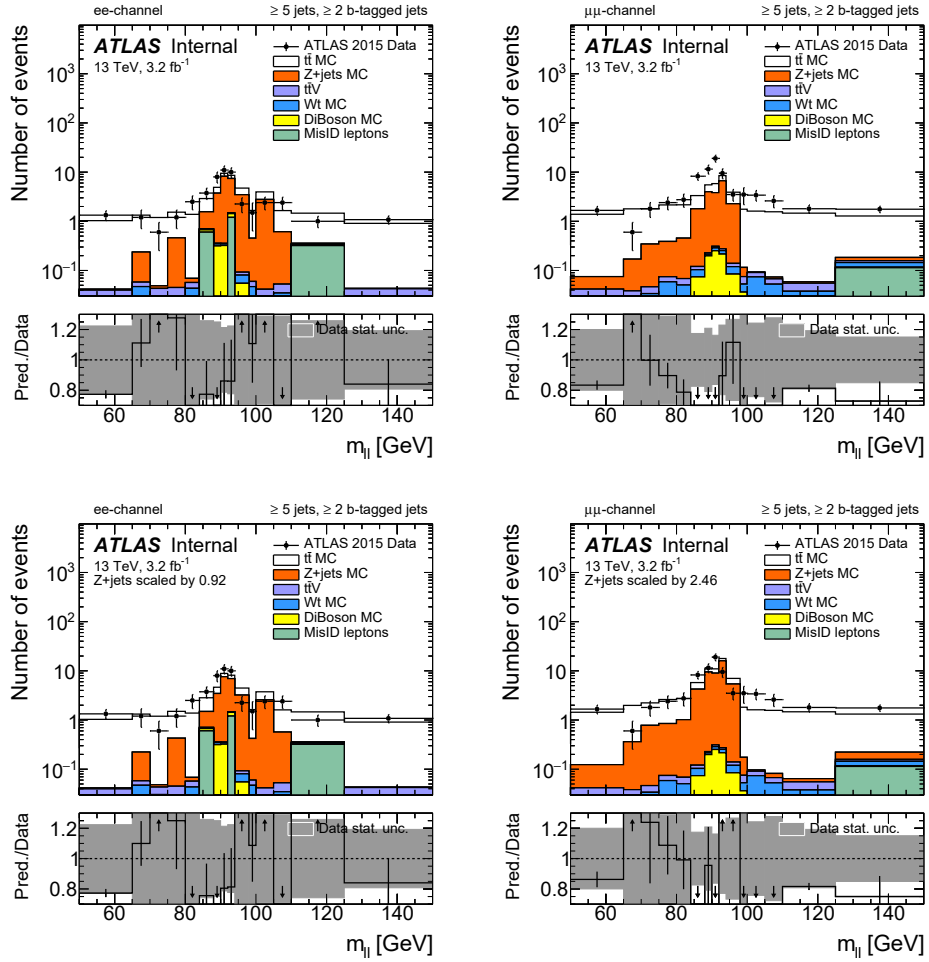 ee-channel ≥ 5 jets, ≥ 2 b-tagged jets
Number of events
ATLAS Internal
13 TeV, 3.2 fb⁻¹
ATLAS 2015 Data
tt̄ MC
Z+jets MC
tt̄V
Wt MC
DiBoson MC
MisID leptons
10³
10²
10
1
10⁻¹
Pred./Data
1.2
1
0.8
Data stat. unc.
60 80 100 120 140
m_ll [GeV]
μμ-channel ≥ 5 jets, ≥ 2 b-tagged jets
Number of events
ATLAS Internal
13 TeV, 3.2 fb⁻¹
ATLAS 2015 Data
tt̄ MC
Z+jets MC
tt̄V
Wt MC
DiBoson MC
MisID leptons
10³
10²
10
1
10⁻¹
Pred./Data
1.2
1
0.8
Data stat. unc.
60 80 100 120 140
m_ll [GeV]
ee-channel ≥ 5 jets, ≥ 2 b-tagged jets
Number of events
ATLAS Internal
13 TeV, 3.2 fb⁻¹
Z+jets scaled by 0.92
ATLAS 2015 Data
tt̄ MC
Z+jets MC
tt̄V
Wt MC
DiBoson MC
MisID leptons
10³
10²
10
1
10⁻¹
Pred./Data
1.2
1
0.8
Data stat. unc.
60 80 100 120 140
m_ll [GeV]
μμ-channel ≥ 5 jets, ≥ 2 b-tagged jets
Number of events
ATLAS Internal
13 TeV, 3.2 fb⁻¹
Z+jets scaled by 2.46
ATLAS 2015 Data
tt̄ MC
Z+jets MC
tt̄V
Wt MC
DiBoson MC
MisID leptons
10³
10²
10
1
10⁻¹
Pred./Data
1.2
1
0.8
Data stat. unc.
60 80 100 120 140
m_ll [GeV]